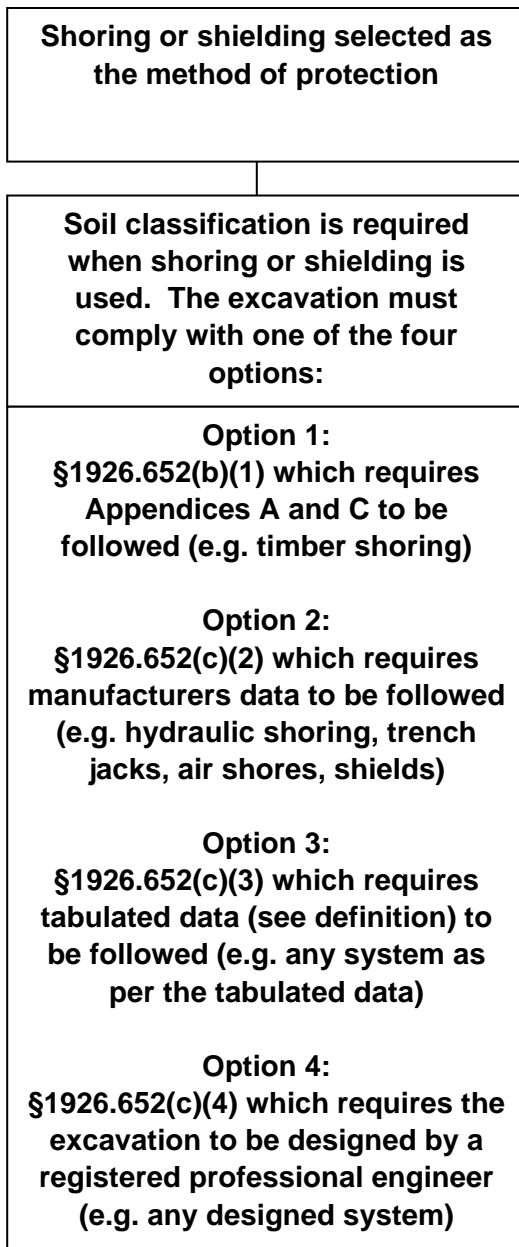 Shoring or shielding selected as
the method of protection
Soil classification is required
when shoring or shielding is
used. The excavation must
comply with one of the four
options:
Option 1:
§1926.652(b)(1) which requires
Appendices A and C to be
followed (e.g. timber shoring)
Option 2:
§1926.652(c)(2) which requires
manufacturers data to be followed
(e.g. hydraulic shoring, trench
jacks, air shores, shields)
Option 3:
§1926.652(c)(3) which requires
tabulated data (see definition) to
be followed (e.g. any system as
per the tabulated data)
Option 4:
§1926.652(c)(4) which requires the
excavation to be designed by a
registered professional engineer
(e.g. any designed system)